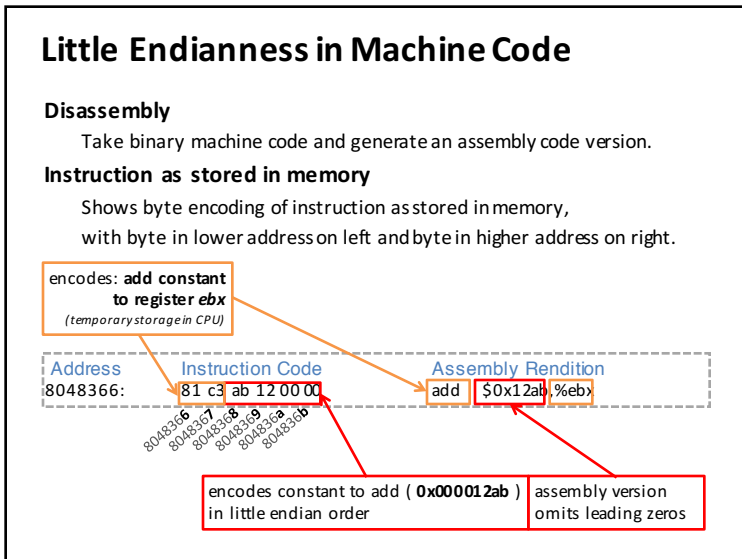 Little Endianness in Machine Code
Disassembly
Take binary machine code and generate an assembly code version.
Instruction as stored in memory
Shows byte encoding of instruction as stored in memory,
with byte in lower address on left and byte in higher address on right.
encodes: add constant
to register ebx
(temporary storage in CPU)
Address Instruction Code Assembly Rendition
8048366: 81 c3 ab 12 00 00 add $0x12ab,%ebx
8048366 8048367 8048368 8048369 804836a 804836b
encodes constant to add ( 0x000012ab )
in little endian order
assembly version
omits leading zeros